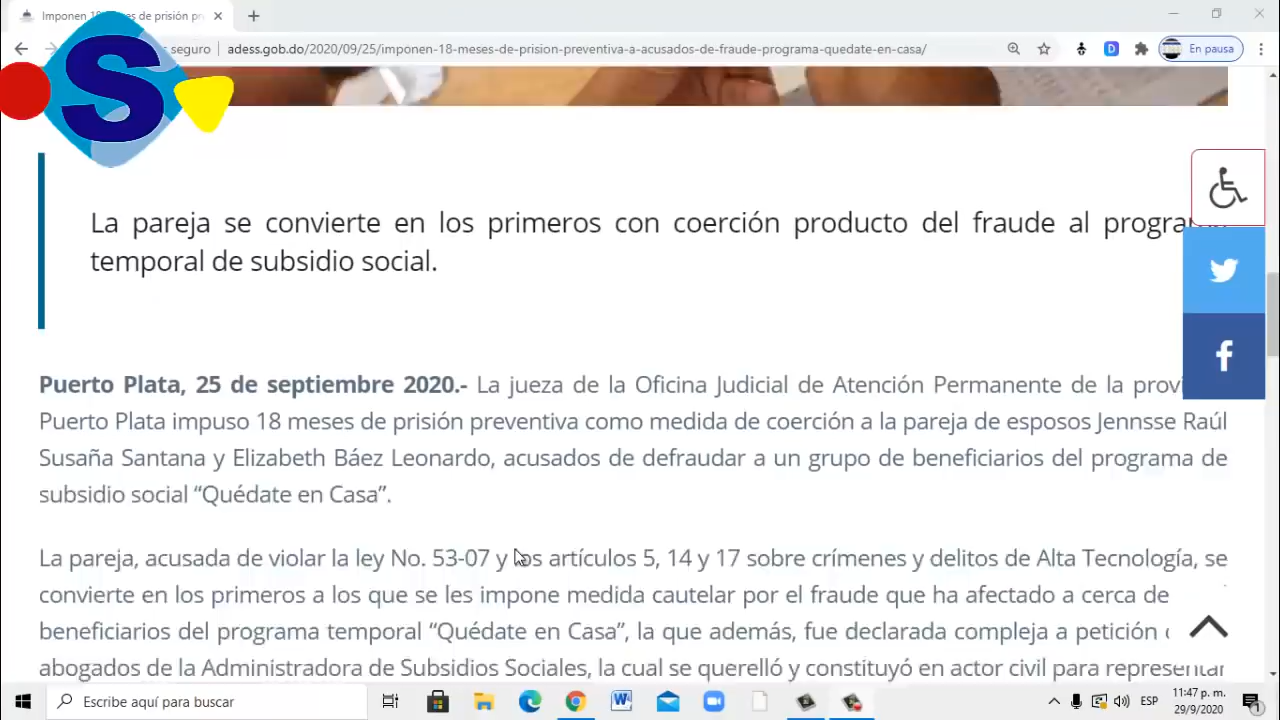 Imponen 18 meses de prisión pr
seguro
adess.gob.do/2020/09/25/imponen-18-meses-de-prision-preventiva-a-acusados-de-fraude-programa-quedate-en-casa/
D
En pausa
S
La pareja se convierte en los primeros con coerción producto del fraude al programa
temporal de subsidio social.
Puerto Plata, 25 de septiembre 2020.- La jueza de la Oficina Judicial de Atención Permanente de la provi
Puerto Plata impuso 18 meses de prisión preventiva como medida de coerción a la pareja de esposos Jennsse Raúl
Susaña Santana y Elizabeth Báez Leonardo, acusados de defraudar a un grupo de beneficiarios del programa de
subsidio social “Quédate en Casa”.
La pareja, acusada de violar la ley No. 53-07 y los artículos 5, 14 y 17 sobre crímenes y delitos de Alta Tecnología, se
convierte en los primeros a los que se les impone medida cautelar por el fraude que ha afectado a cerca de
beneficiarios del programa temporal “Quédate en Casa”, la que además, fue declarada compleja a petición
abogados de la Administradora de Subsidios Sociales, la cual se querelló y constituyó en actor civil para representar
Escribe aquí para buscar
ESP
11:47 p. m.
29/9/2020
1